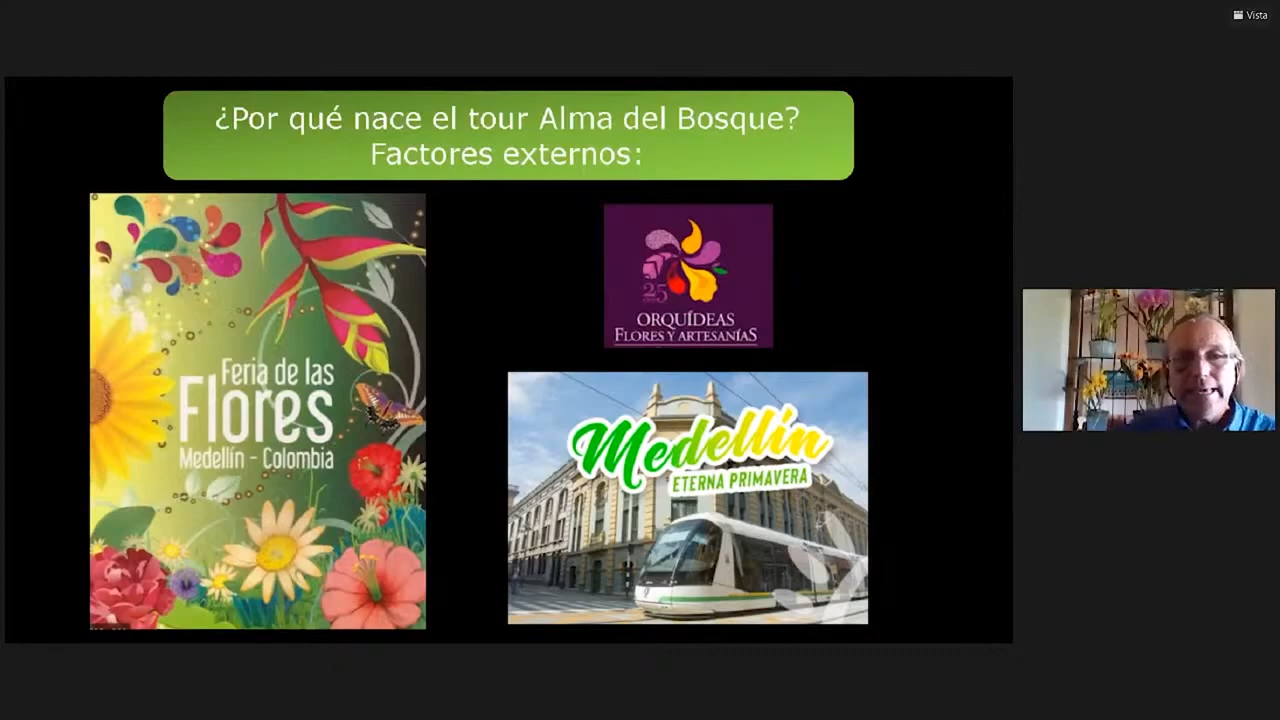 Vista
¿Por qué nace el tour Alma del Bosque?
Factores externos:
Feria de las
Flores
Medellín - Colombia
25
ORQUÍDEAS
FLORES Y ARTESANÍAS
Medellín
ETERNA PRIMAVERA